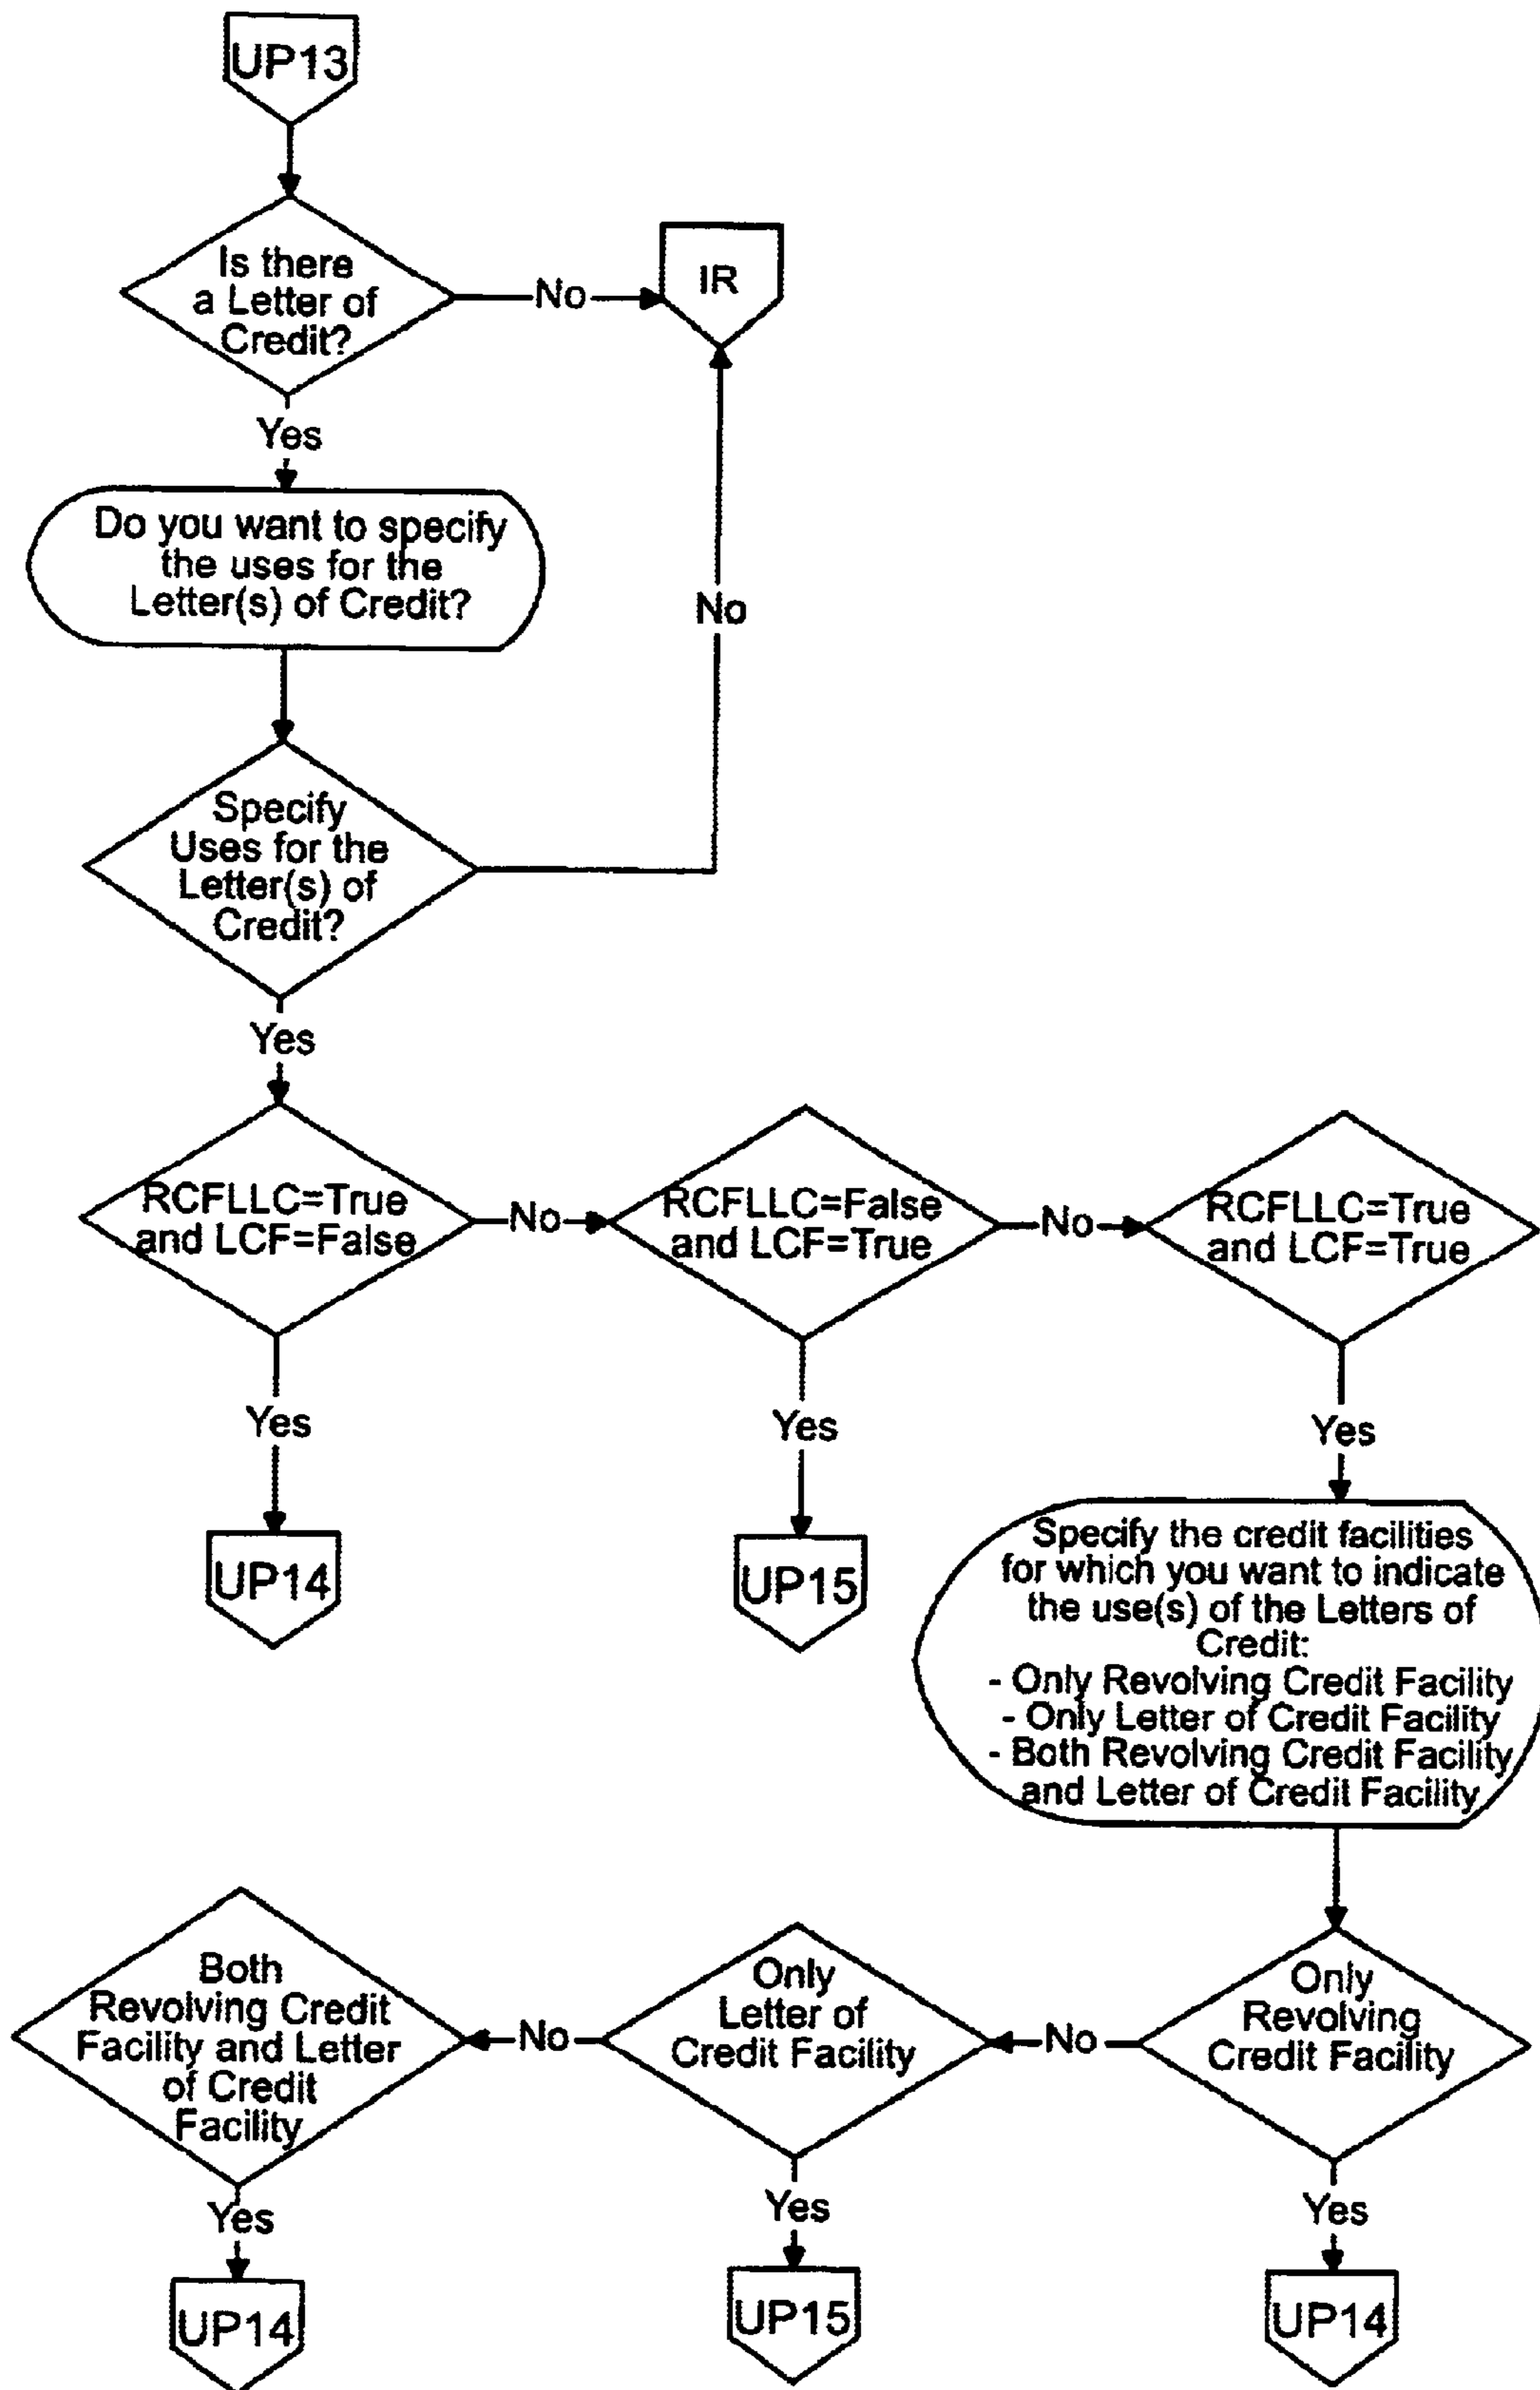 UP13
Is there
a Letter of
Credit?
No
IR
Yes
Do you want to specify
the uses for the
Letter(s) of Credit?
No
Specify
Uses for the
Letter(s) of
Credit?
Yes
RCFLLC=True
and LCF=False
No
RCFLLC=False
and LCF=True
No
RCFLLC=True
and LCF=True
Yes
Yes
Yes
UP14
UP15
Specify the credit facilities
for which you want to indicate
the use(s) of the Letters of
Credit:
- Only Revolving Credit Facility
- Only Letter of Credit Facility
- Both Revolving Credit Facility
and Letter of Credit Facility
Both
Revolving Credit
Facility and Letter
of Credit
Facility
No
Only
Letter of
Credit Facility
No
Only
Revolving
Credit Facility
Yes
Yes
Yes
UP14
UP15
UP14